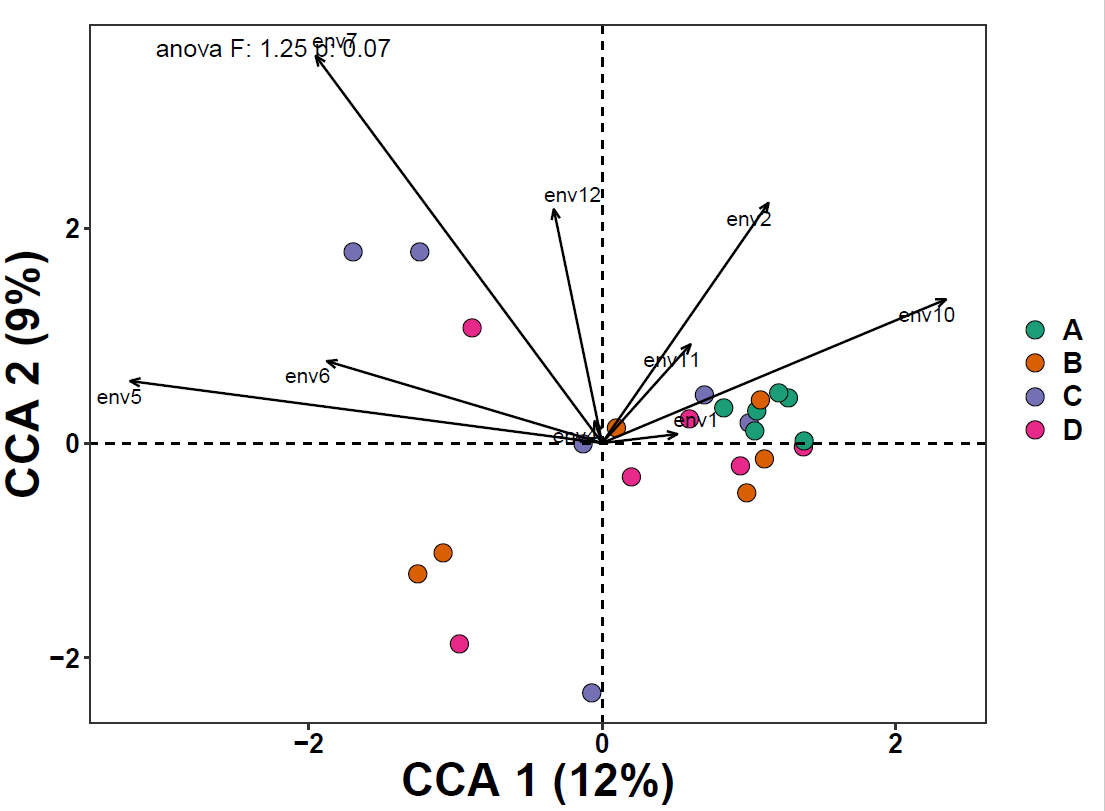 env7
anova F: 1.25 p: 0.07
env12
env2
env10
env11
env6
env5
env1
A
B
C
D
2
0
−2
−2
0
2
CCA 2 (9%)
CCA 1 (12%)